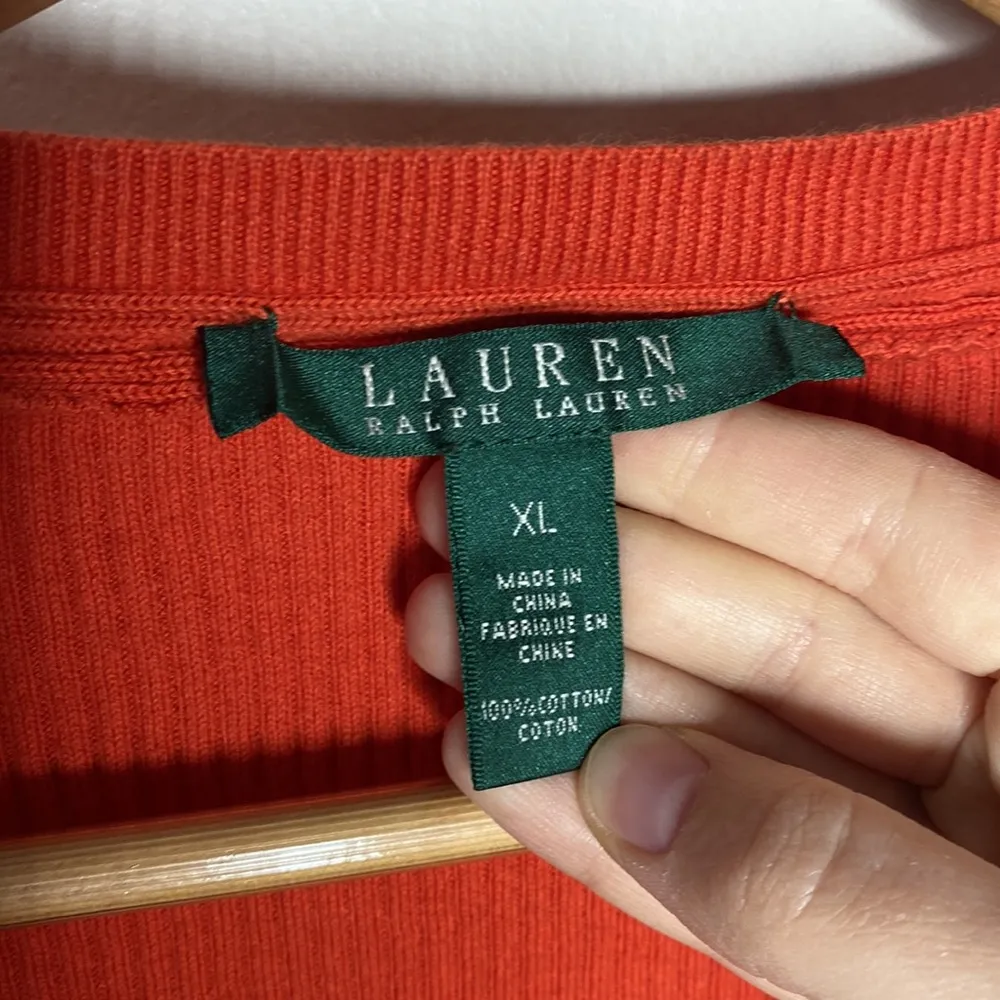 LAUREN
RALPH LAUREN
XL
MADE IN
CHINA
FABRIQUE EN
CHINE
100% COTTON/
COTON